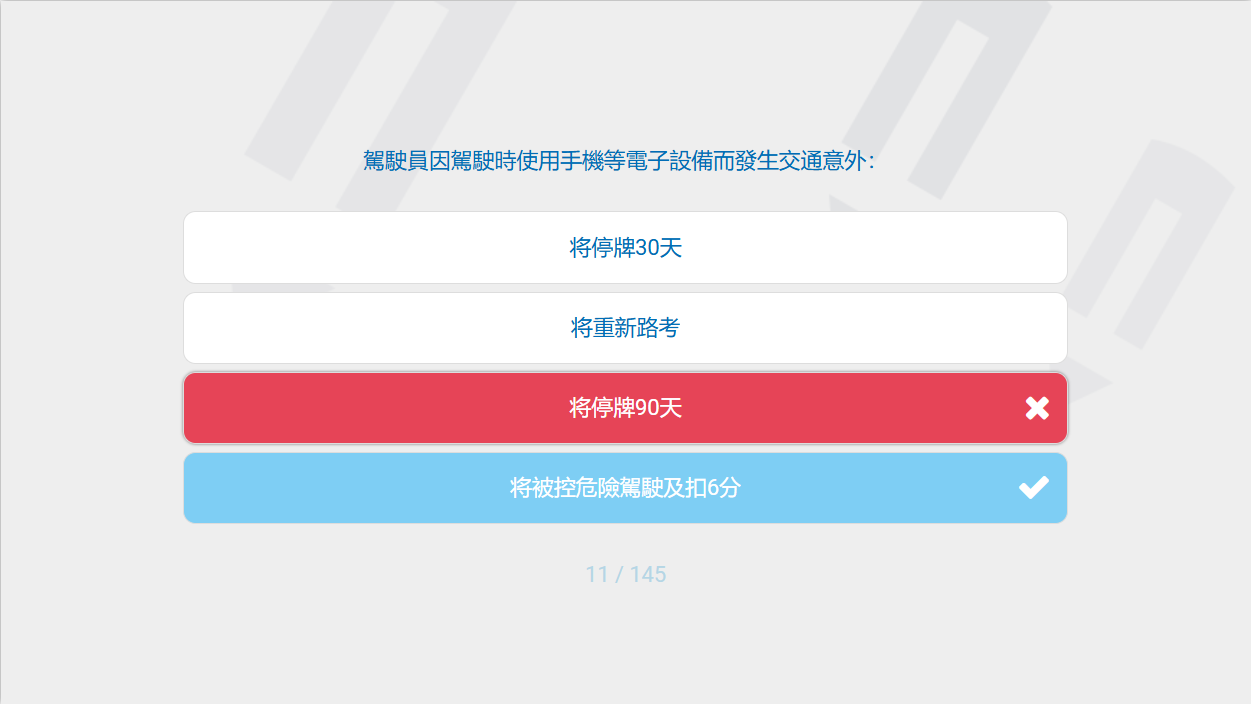 駕駛員因駕駛時使用手機等電子設備而發生交通意外：
将停牌30天
将重新路考
将停牌90天
将被控危險駕駛及扣6分
11 / 145